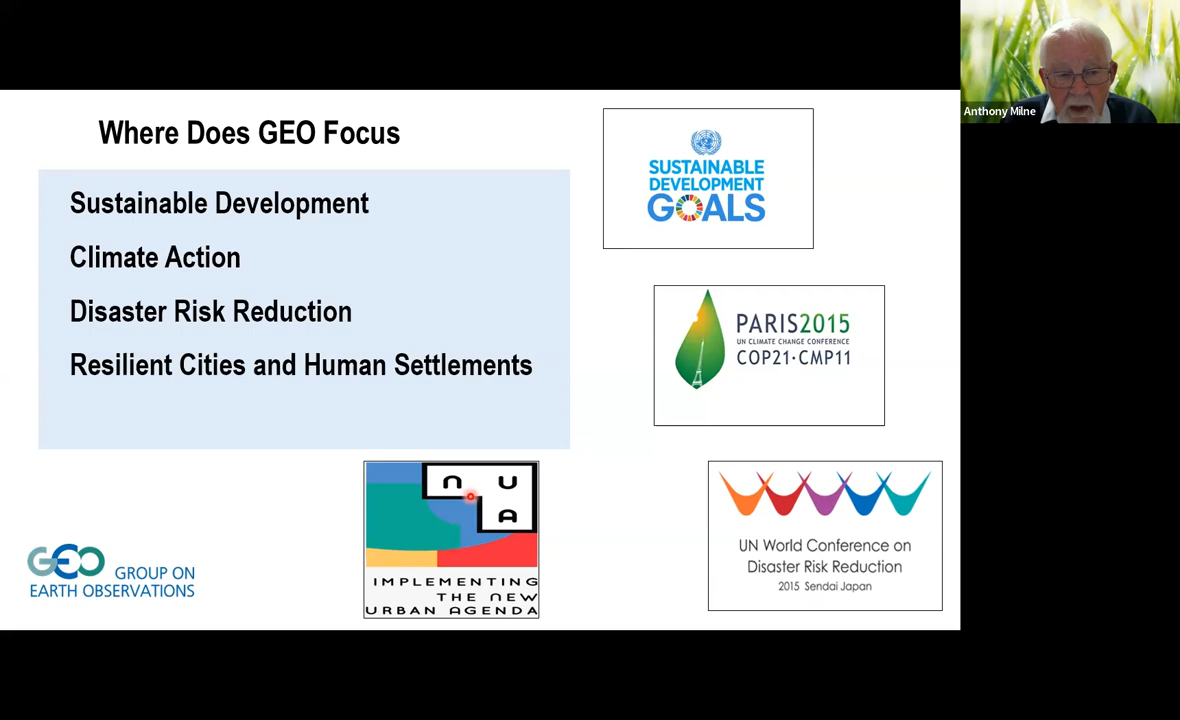 Where Does GEO Focus
Sustainable Development
Climate Action
Disaster Risk Reduction
Resilient Cities and Human Settlements
SUSTAINABLE
DEVELOPMENT
GOALS
PARIS2015
UN CLIMATE CHANGE CONFERENCE
COP21·CMP11
n U
A
IMPLEMENTING
THE NEW
URBAN AGENDA
UN World Conference on
Disaster Risk Reduction
2015 Sendai Japan
GEO GROUP ON
EARTH OBSERVATIONS
Anthony Milne